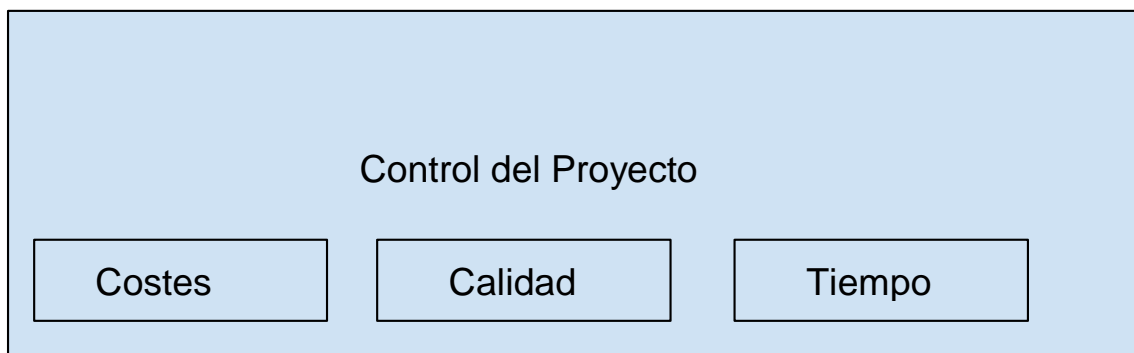 Control del Proyecto
Costes
Calidad
Tiempo